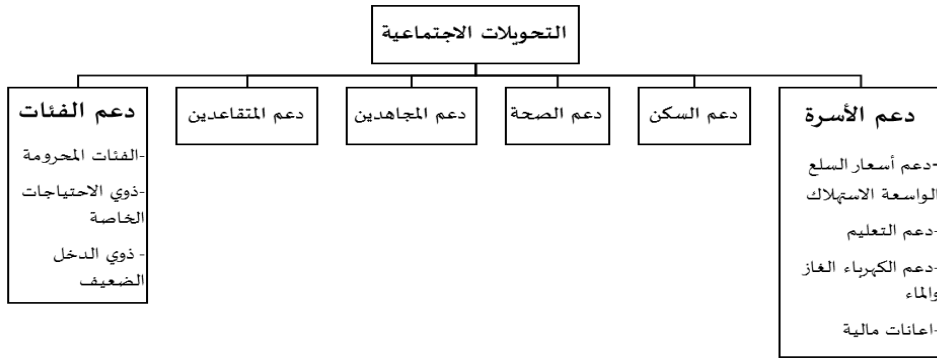 التحويلات الاجتماعية
دعم الأسرة
-دعم أسعار السلع
الواسعة الاستهلاك
-دعم التعليم
-دعم الكهرباء الغاز
والماء
-اعانات مالية
دعم السكن
دعم الصحة
دعم المجاهدين
دعم المتقاعدين
دعم الفئات
-الفئات المحرومة
-ذوي الاحتياجات
الخاصة
- ذوي الدخل
الضعيف